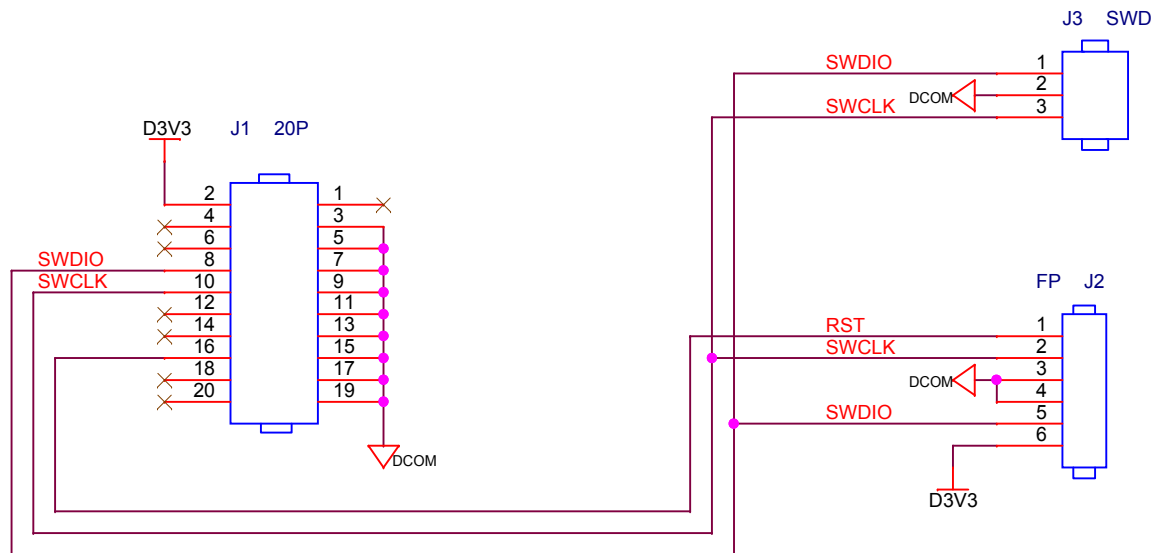 J3 SWD
SWDIO 1
DCOM 2
SWCLK 3
D3V3 J1 20P
2 1
4 3
6 5
SWDIO 8 7
SWCLK 10 9
12 11
14 13
16 15
18 17
20 19
DCOM
FP J2
RST 1
SWCLK 2
DCOM 3
4
SWDIO 5
6
D3V3